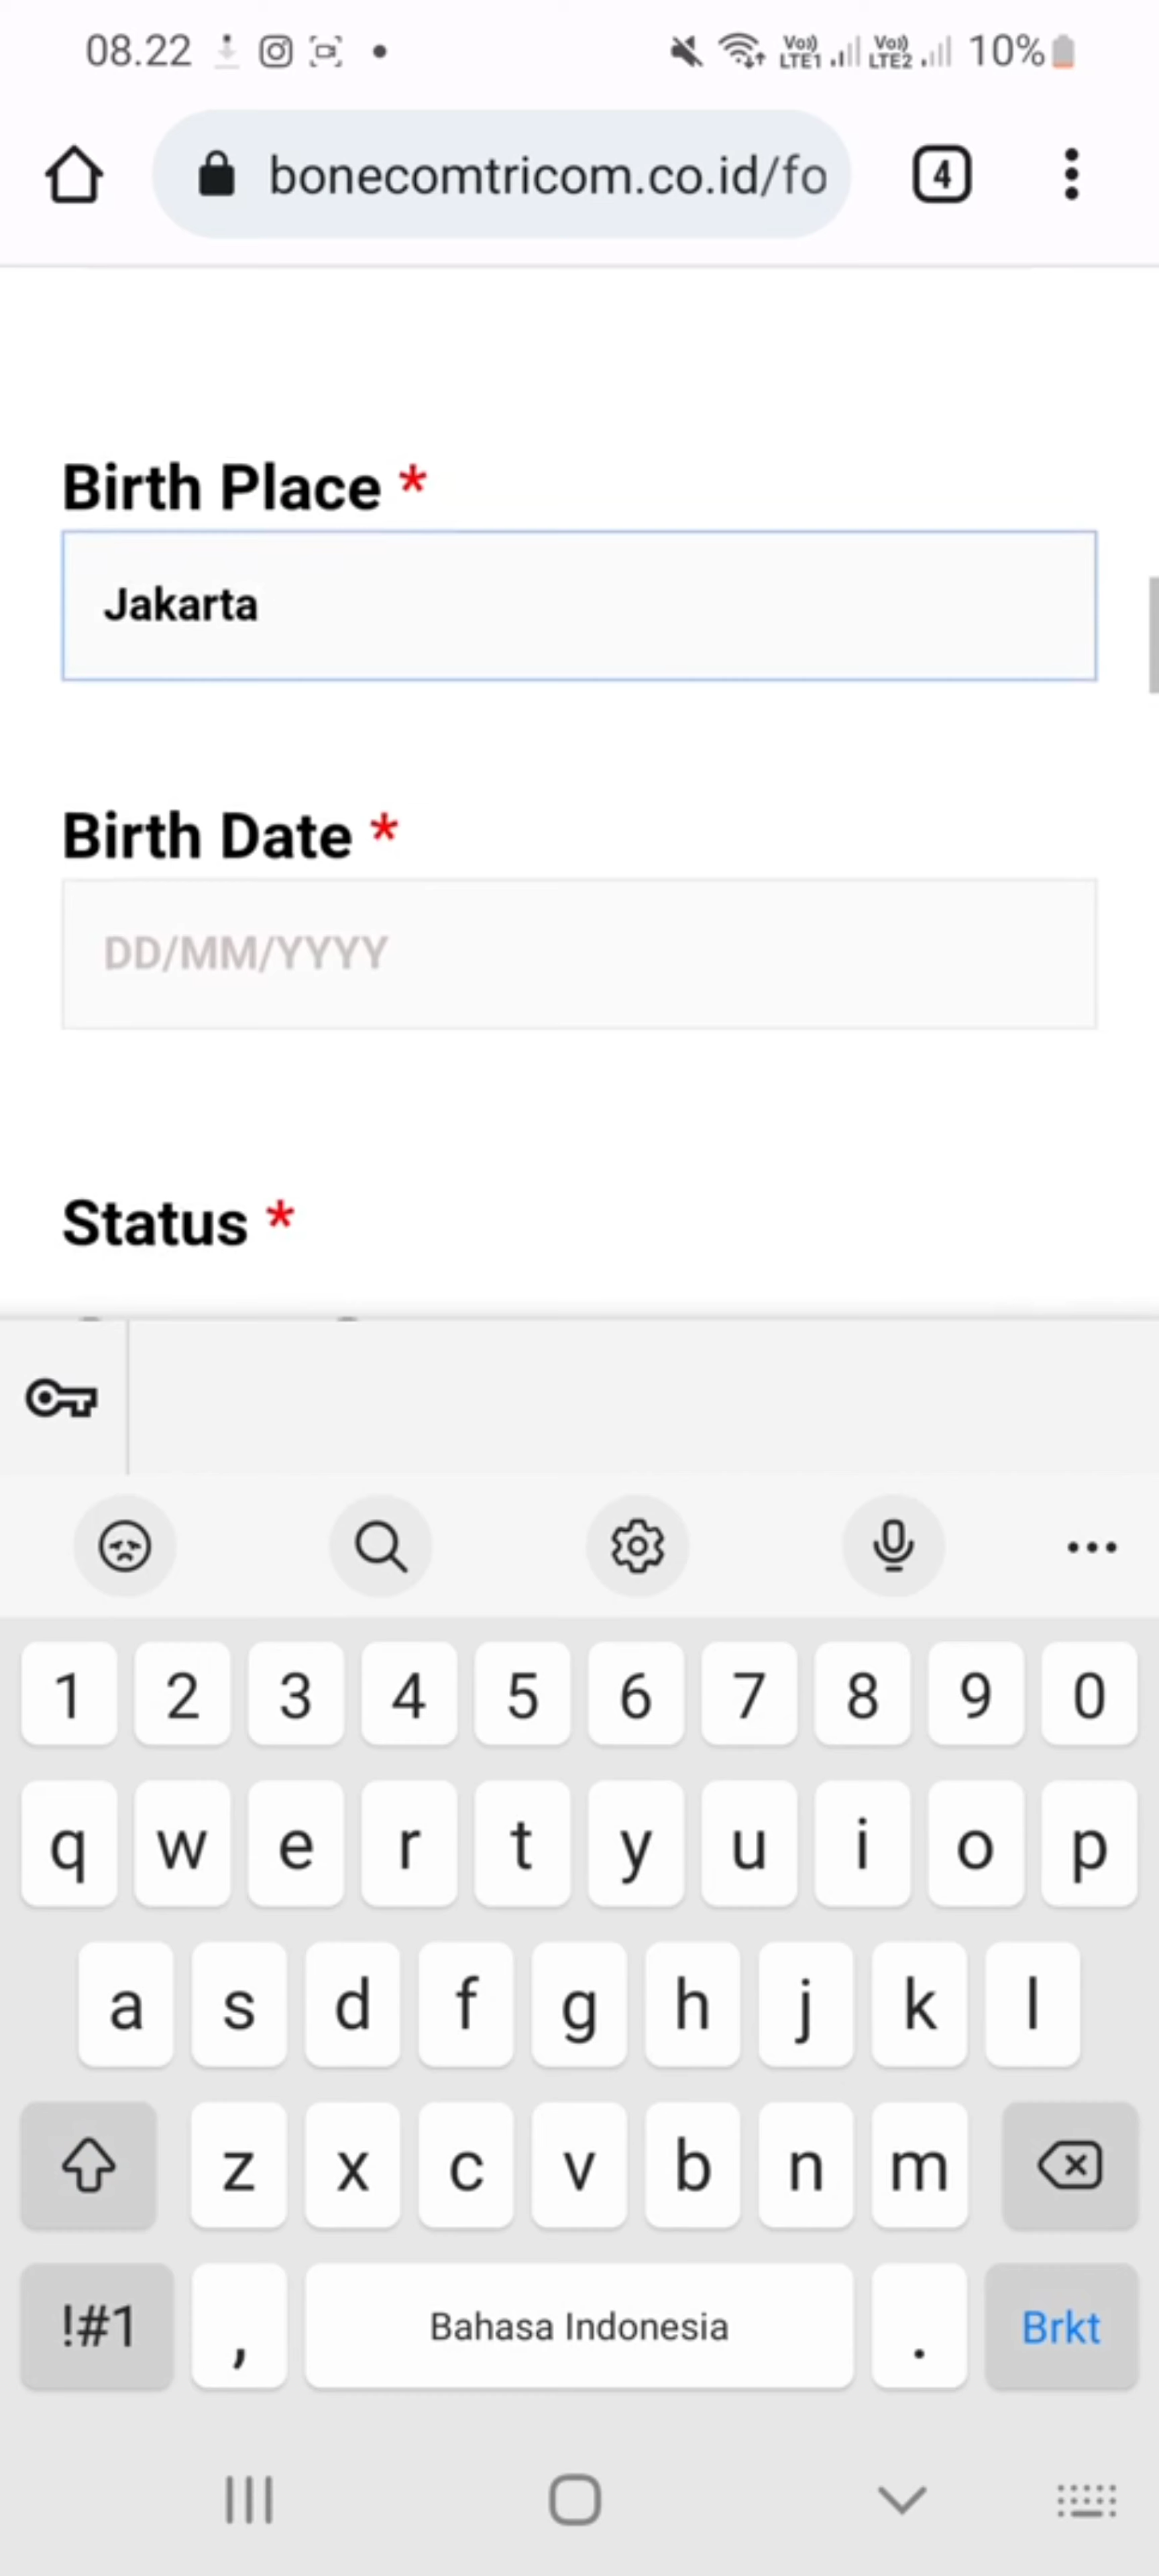 08.22
Vo)) LTE1 Vo)) LTE2 10%
bonecomtricom.co.id/fo
4
Birth Place *
Jakarta
Birth Date *
DD/MM/YYYY
Status *
1 2 3 4 5 6 7 8 9 0
q w e r t y u i o p
a s d f g h j k l
z x c v b n m
!#1 , Bahasa Indonesia . Brkt